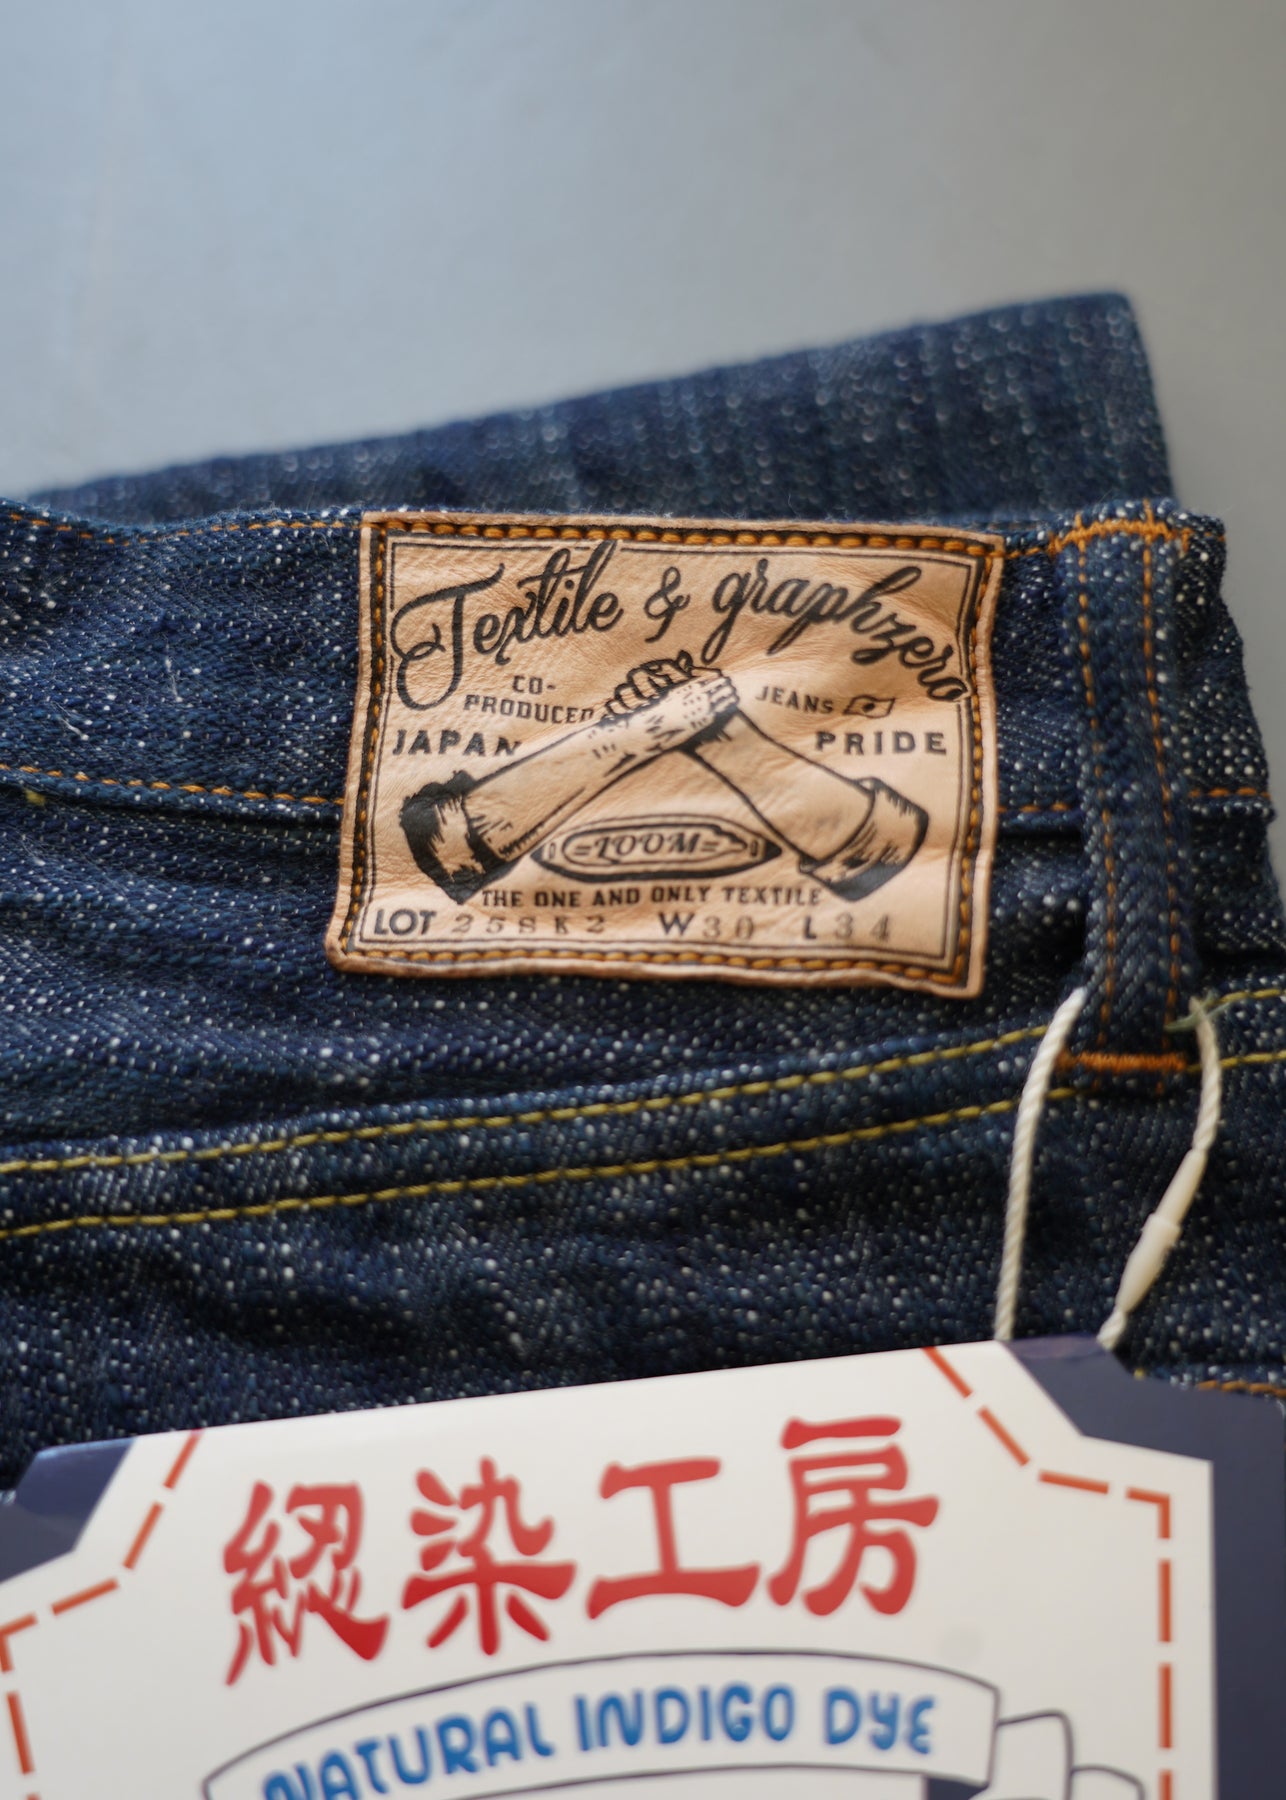 Textile & graphzero
CO-
PRODUCED
JEANS
JAPAN
PRIDE
=LOOM=
THE ONE AND ONLY TEXTILE
LOT 25SK2 W30 L34
綛染工房
NATURAL INDIGO DYE